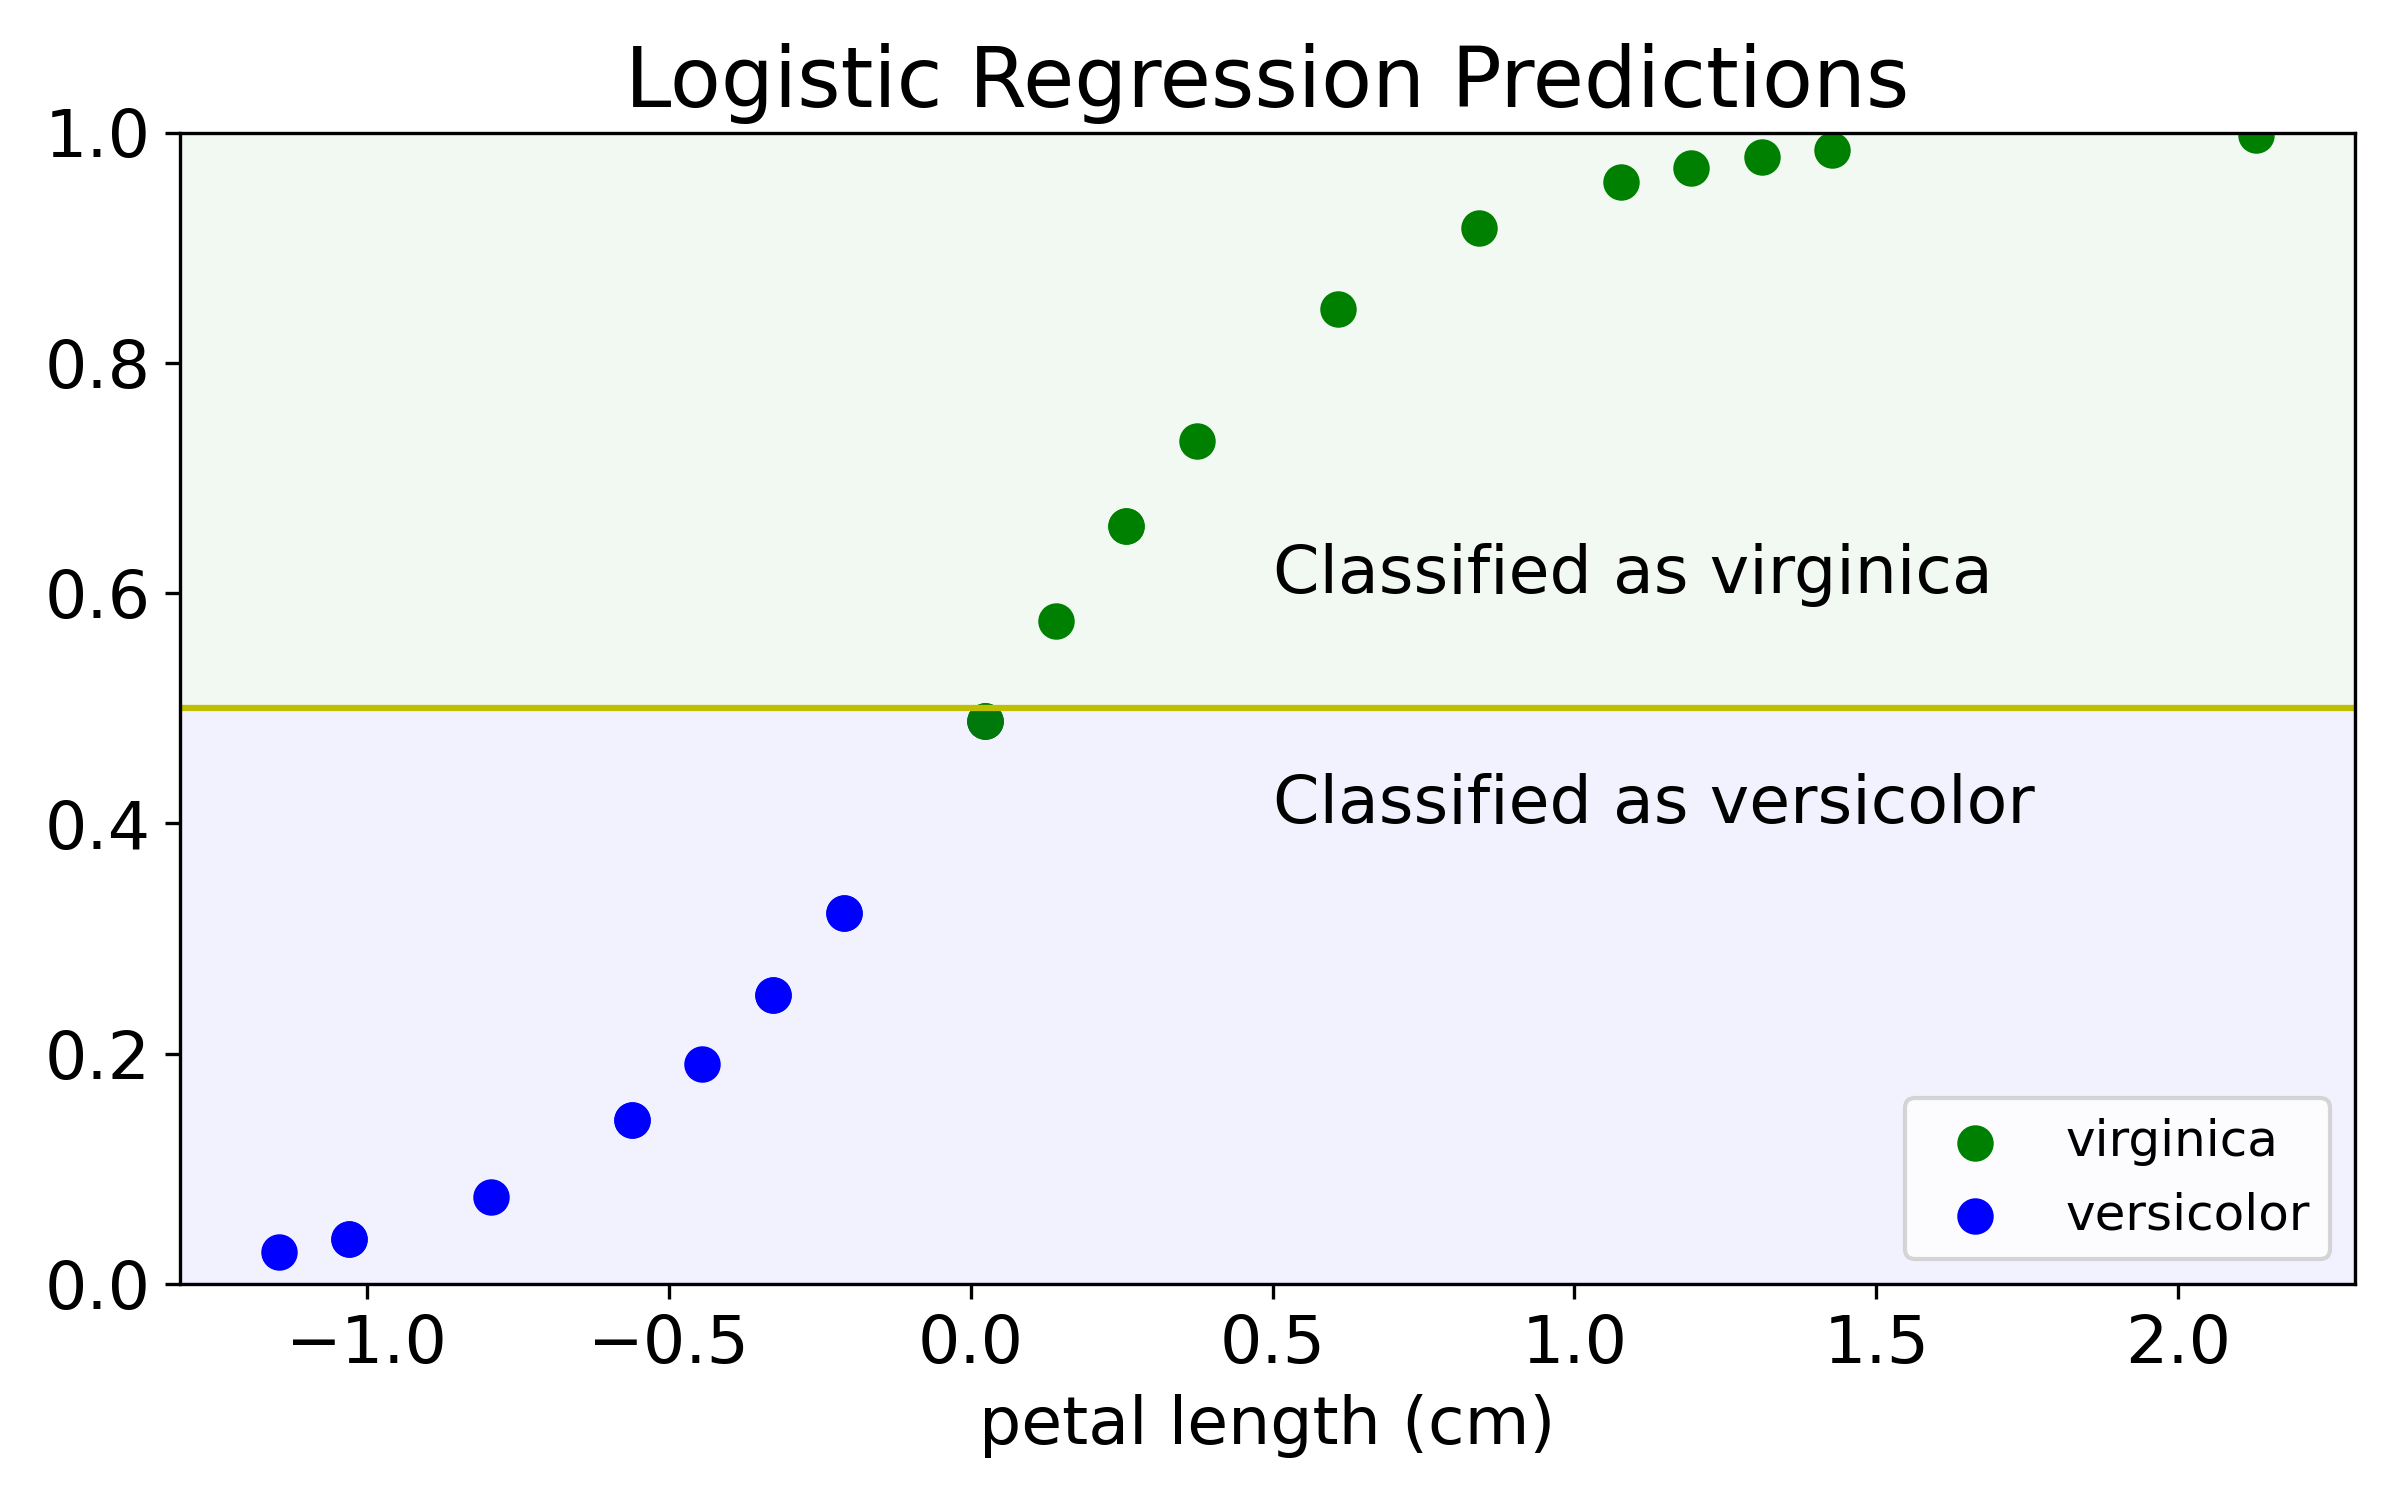 Logistic Regression Predictions
1.0
0.8
0.6
0.4
0.2
0.0
Classified as virginica
Classified as versicolor
virginica
versicolor
−1.0 −0.5 0.0 0.5 1.0 1.5 2.0
petal length (cm)